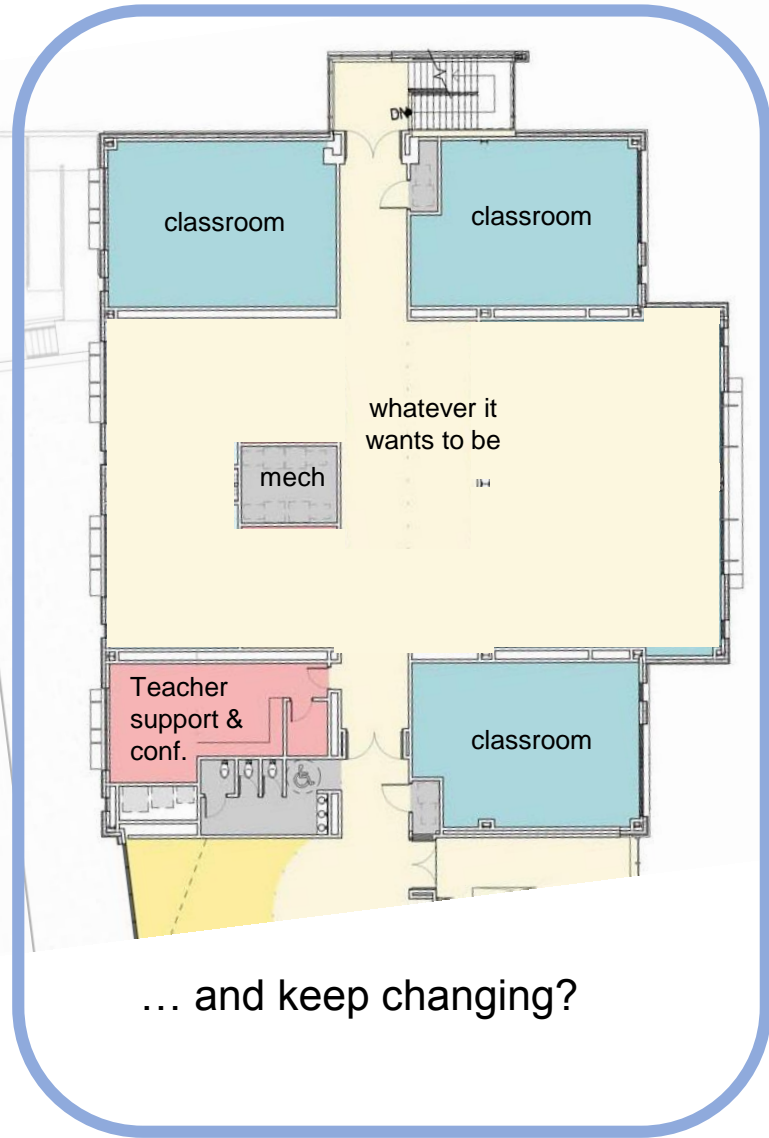 DN
classroom
classroom
whatever it
wants to be
mech
Teacher
support &
conf.
classroom
… and keep changing?